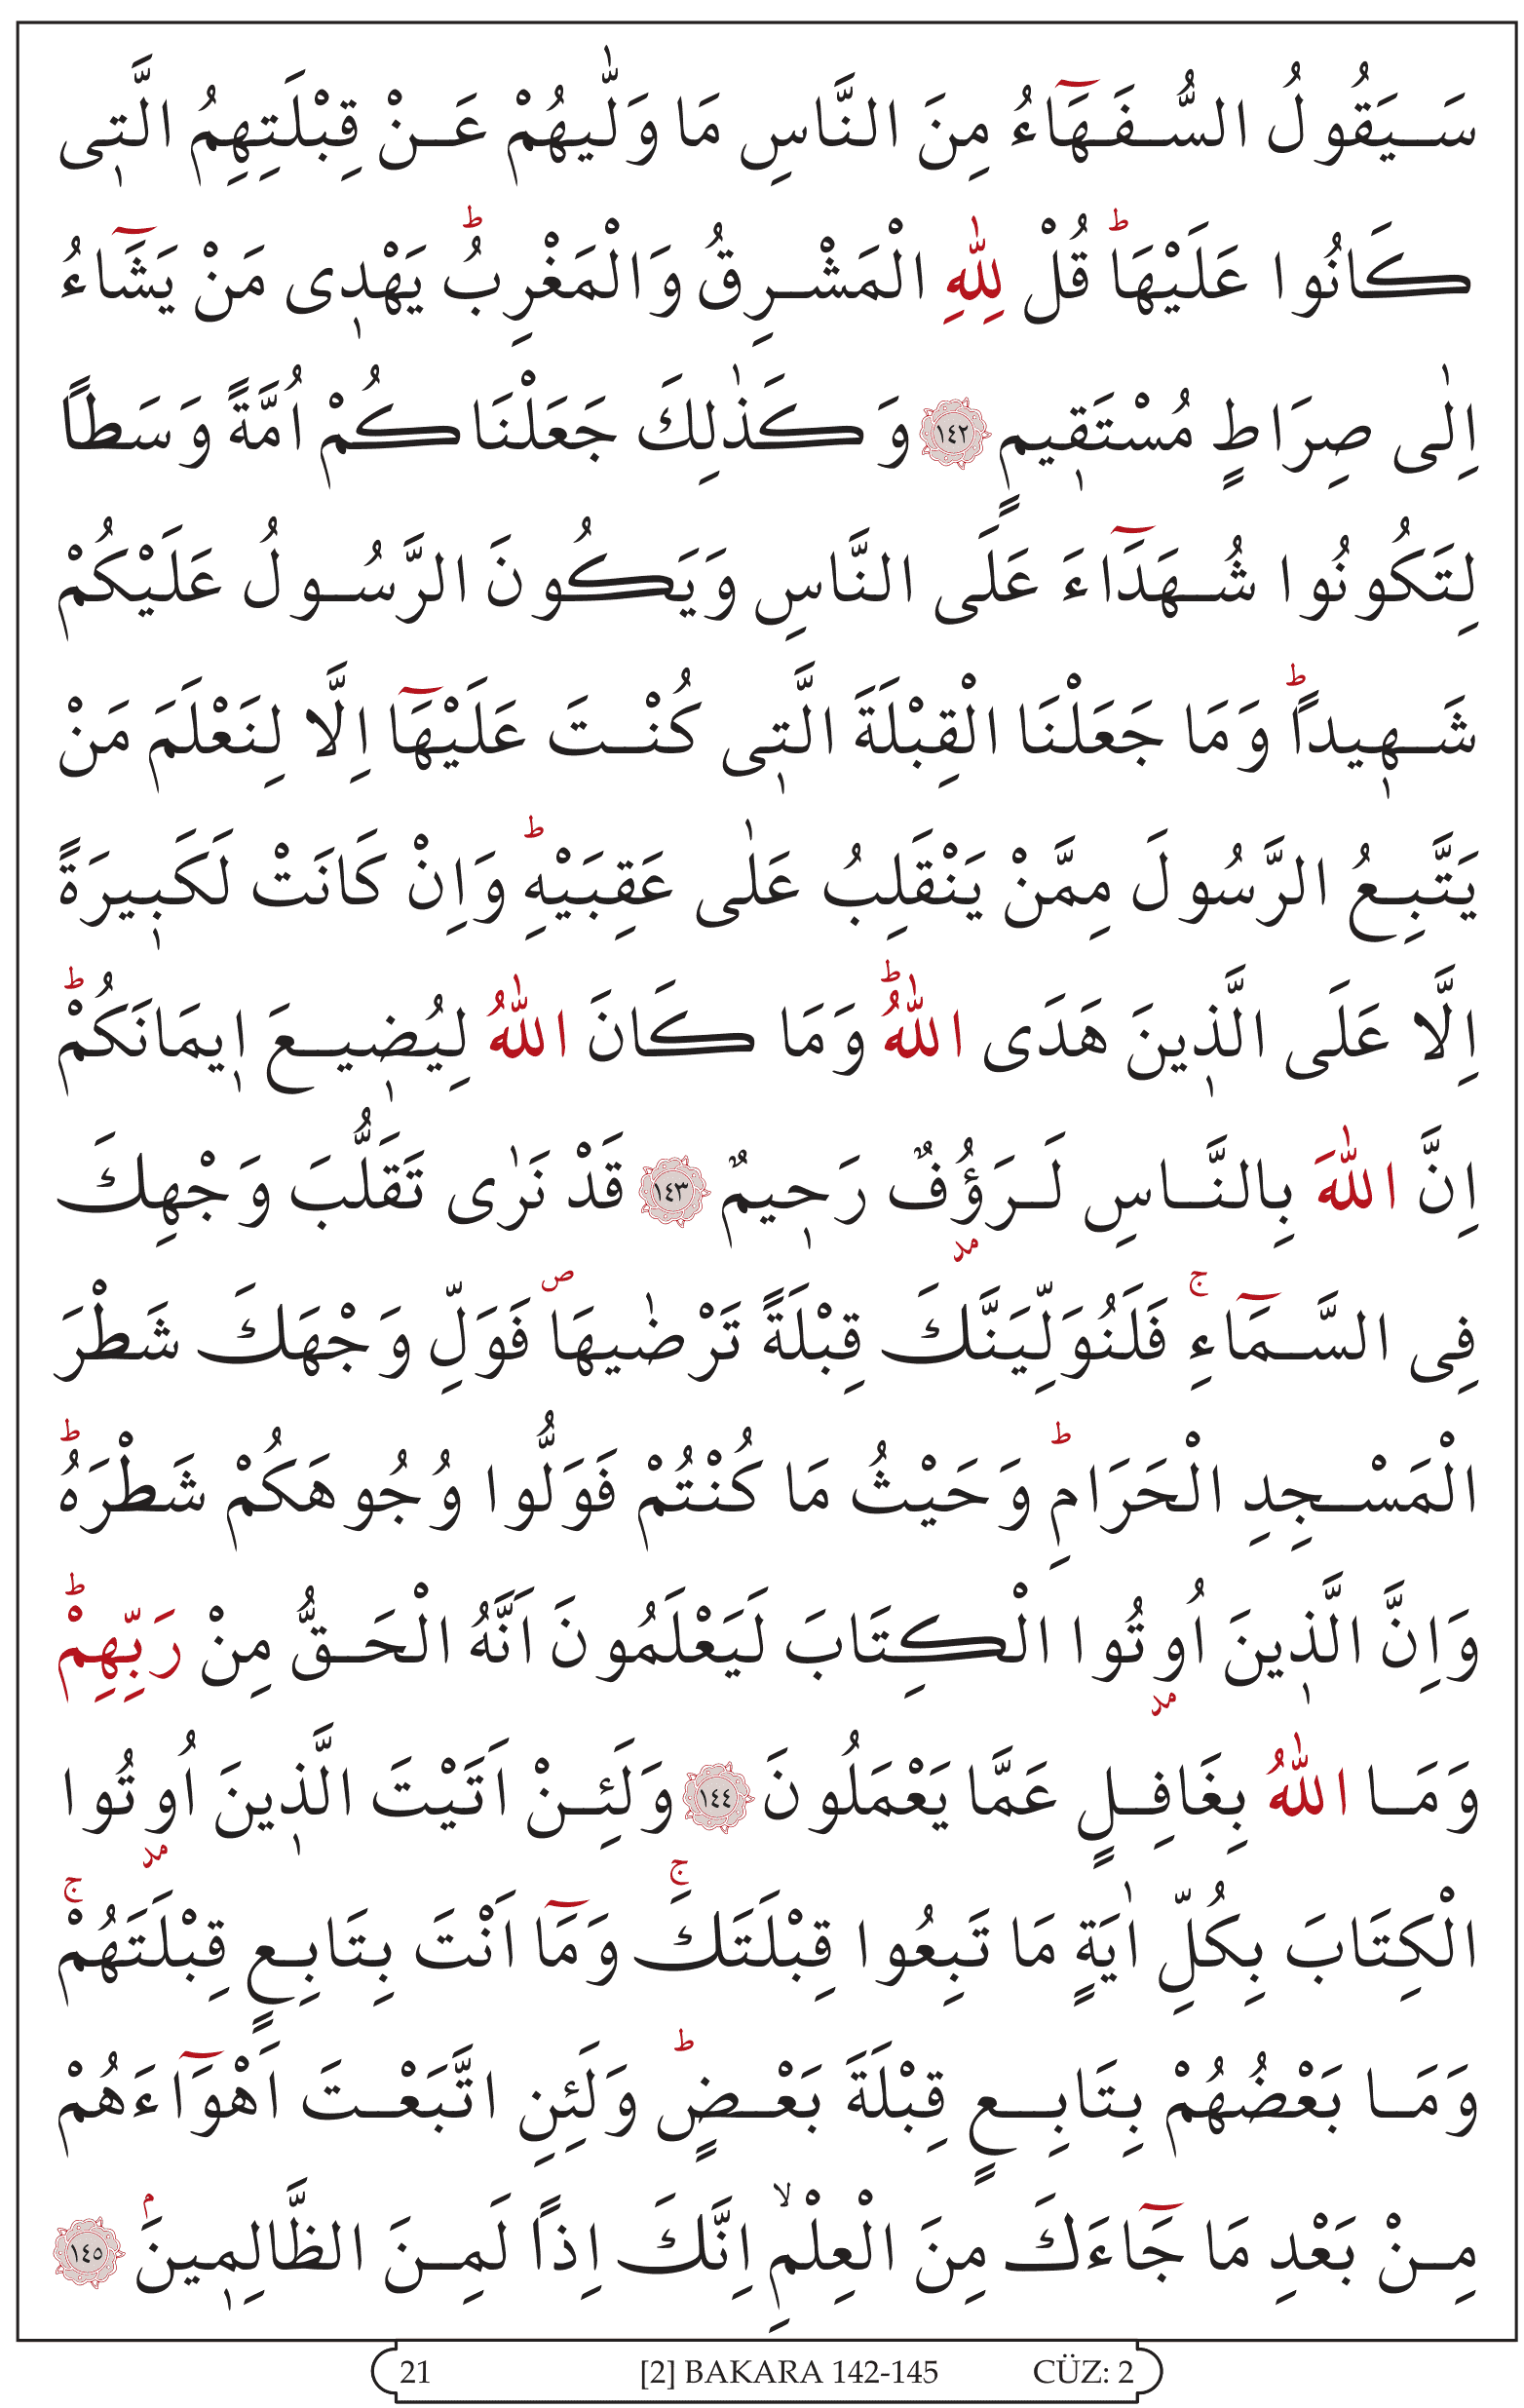 سَيَقُولُ السُّفَهَٓاءُ مِنَ النَّاسِ مَا وَلّٰيهُمْ عَنْ قِبْلَتِهِمُ الَّت۪ى
كَانُوا عَلَيْهَاۜ قُلْ لِلّٰهِ الْمَشْرِقُ وَالْمَغْرِبُۜ يَهْد۪ى مَنْ يَشَٓاءُ
اِلٰى صِرَاطٍ مُسْتَق۪يمٍ ﴿١٤٢﴾ وَكَذٰلِكَ جَعَلْنَاكُمْ اُمَّةً وَسَطاً
لِتَكُونُوا شُهَدَٓاءَ عَلَى النَّاسِ وَيَكُونَ الرَّسُولُ عَلَيْكُمْ
شَه۪يداًۜ وَمَا جَعَلْنَا الْقِبْلَةَ الَّت۪ى كُنْتَ عَلَيْهَٓا اِلَّا لِنَعْلَمَ مَنْ
يَتَّبِعُ الرَّسُولَ مِمَّنْ يَنْقَلِبُ عَلٰى عَقِبَيْهِۜ وَاِنْ كَانَتْ لَكَب۪يرَةً
اِلَّا عَلَى الَّذ۪ينَ هَدَى اللّٰهُۜ وَمَا كَانَ اللّٰهُ لِيُض۪يعَ ا۪يمَانَكُمْۜ
اِنَّ اللّٰهَ بِالنَّاسِ لَرَؤُ۫فٌ رَح۪يمٌ ﴿١٤٣﴾ قَدْ نَرٰى تَقَلُّبَ وَجْهِكَ
فِى السَّمَٓاءِۚ فَلَنُوَلِّيَنَّكَ قِبْلَةً تَرْضٰيهَاۖ فَوَلِّ وَجْهَكَ شَطْرَ
الْمَسْجِدِ الْحَرَامِۜ وَحَيْثُ مَا كُنْتُمْ فَوَلُّوا وُجُوهَكُمْ شَطْرَهُۜ
وَاِنَّ الَّذ۪ينَ اُو۫تُوا الْكِتَابَ لَيَعْلَمُونَ اَنَّهُ الْحَقُّ مِنْ رَبِّهِمْۜ
وَمَا اللّٰهُ بِغَافِلٍ عَمَّا يَعْمَلُونَ ﴿١٤٤﴾ وَلَئِنْ اَتَيْتَ الَّذ۪ينَ اُو۫تُوا
الْكِتَابَ بِكُلِّ اٰيَةٍ مَا تَبِعُوا قِبْلَتَكَۚ وَمَٓا اَنْتَ بِتَابِعٍ قِبْلَتَهُمْۚ
وَمَا بَعْضُهُمْ بِتَابِعٍ قِبْلَةَ بَعْضٍۜ وَلَئِنِ اتَّبَعْتَ اَهْوَٓاءَهُمْ
مِنْ بَعْدِ مَا جَٓاءَكَ مِنَ الْعِلْمِۙ اِنَّكَ اِذاً لَمِنَ الظَّالِم۪ينَۢ ﴿١٤٥﴾
21 [2] BAKARA 142-145 CÜZ: 2